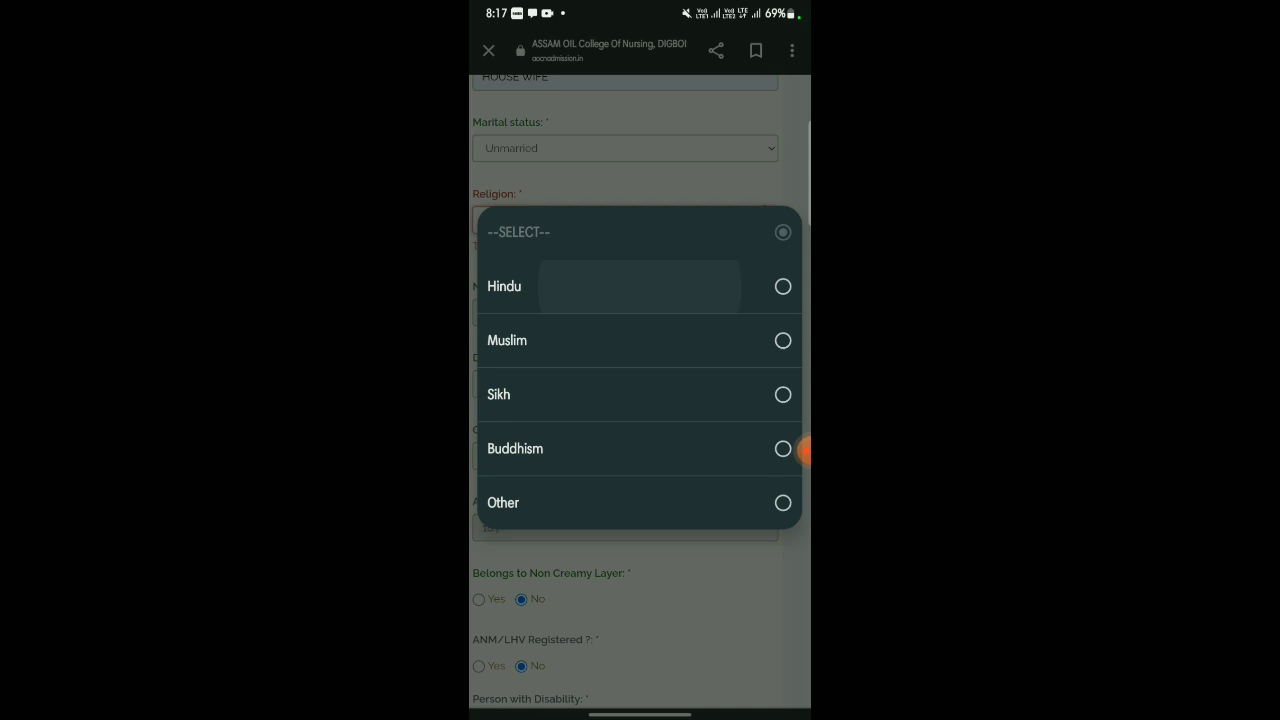 8:17
69%
ASSAM OIL College Of Nursing, DIGBOI
aocnadmission.in
HOUSE WIFE
Marital status: *
Unmarried
Religion: *
--SELECT--
Hindu
Muslim
Sikh
Buddhism
Other
Belongs to Non Creamy Layer: *
Yes No
ANM/LHV Registered ?: *
Yes No
Person with Disability: *